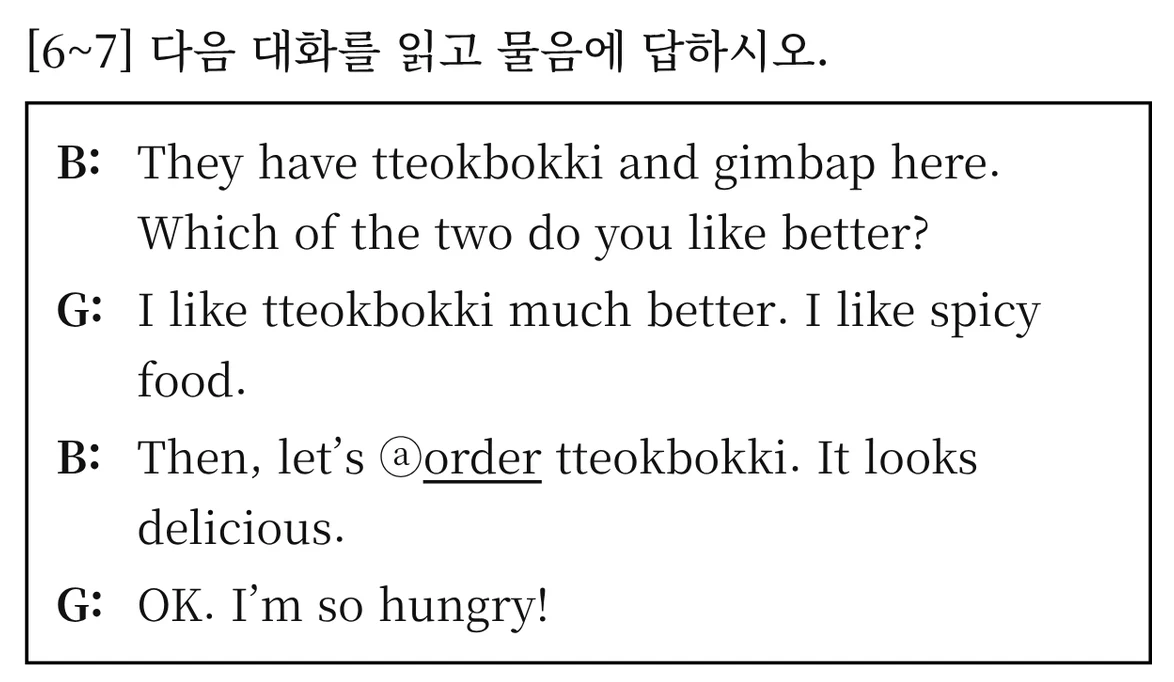 [6~7] 다음 대화를 읽고 물음에 답하시오.
B: They have tteokbokki and gimbap here.
Which of the two do you like better?
G: I like tteokbokki much better. I like spicy
food.
B: Then, let’s ⓐorder tteokbokki. It looks
delicious.
G: OK. I’m so hungry!